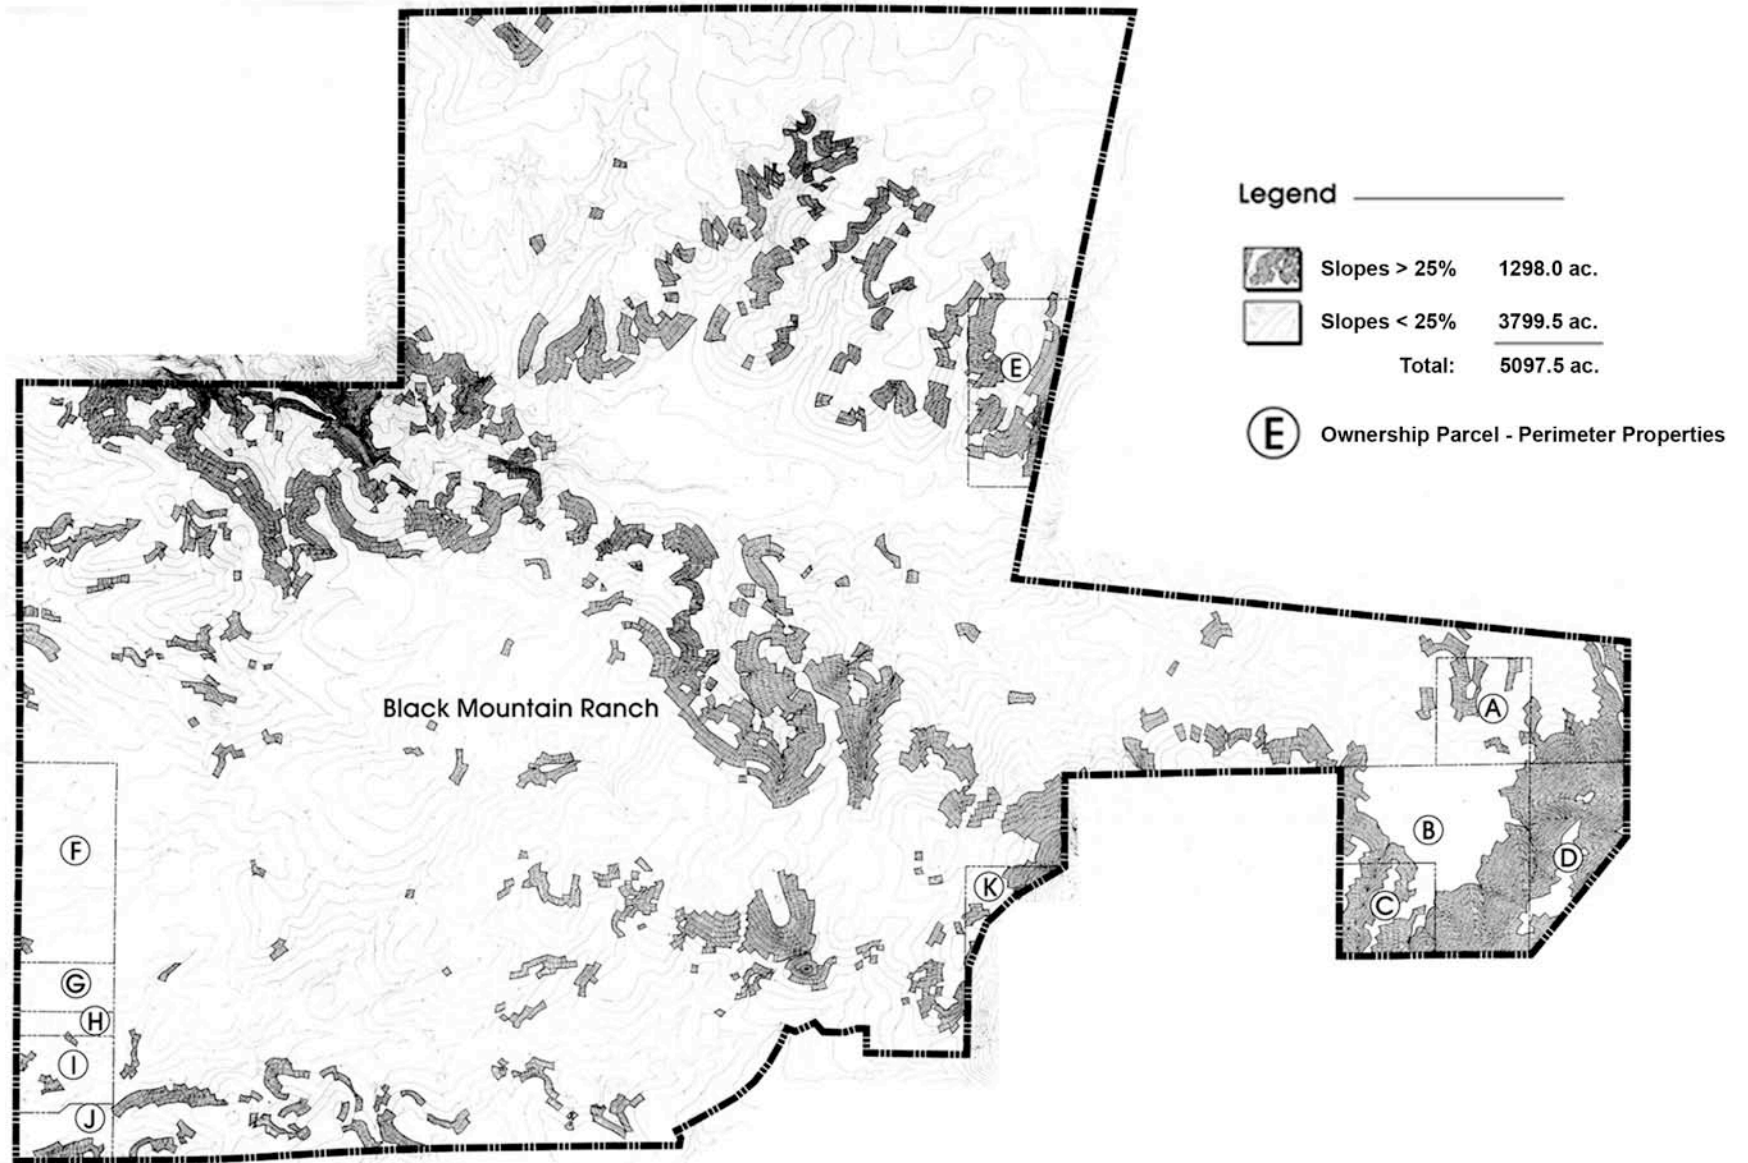 Legend
Slopes > 25% 1298.0 ac.
Slopes < 25% 3799.5 ac.
Total: 5097.5 ac.
E Ownership Parcel - Perimeter Properties
E
A
Black Mountain Ranch
B
F
D
K
C
G
H
I
J